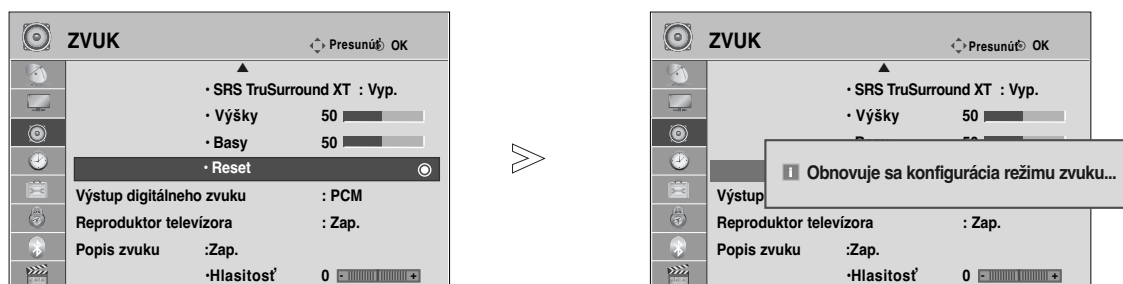 ZVUK
Presunúť OK
• SRS TruSurround XT : Vyp.
• Výšky 50
• Basy 50
• Reset
Výstup digitálneho zvuku : PCM
Reproduktor televízora : Zap.
Popis zvuku :Zap.
•Hlasitosť 0 - +
ZVUK
Presunúť OK
• SRS TruSurround XT : Vyp.
• Výšky 50
Obnovuje sa konfigurácia režimu zvuku...
Výstup
Reproduktor televízora : Zap.
Popis zvuku :Zap.
•Hlasitosť 0 - +